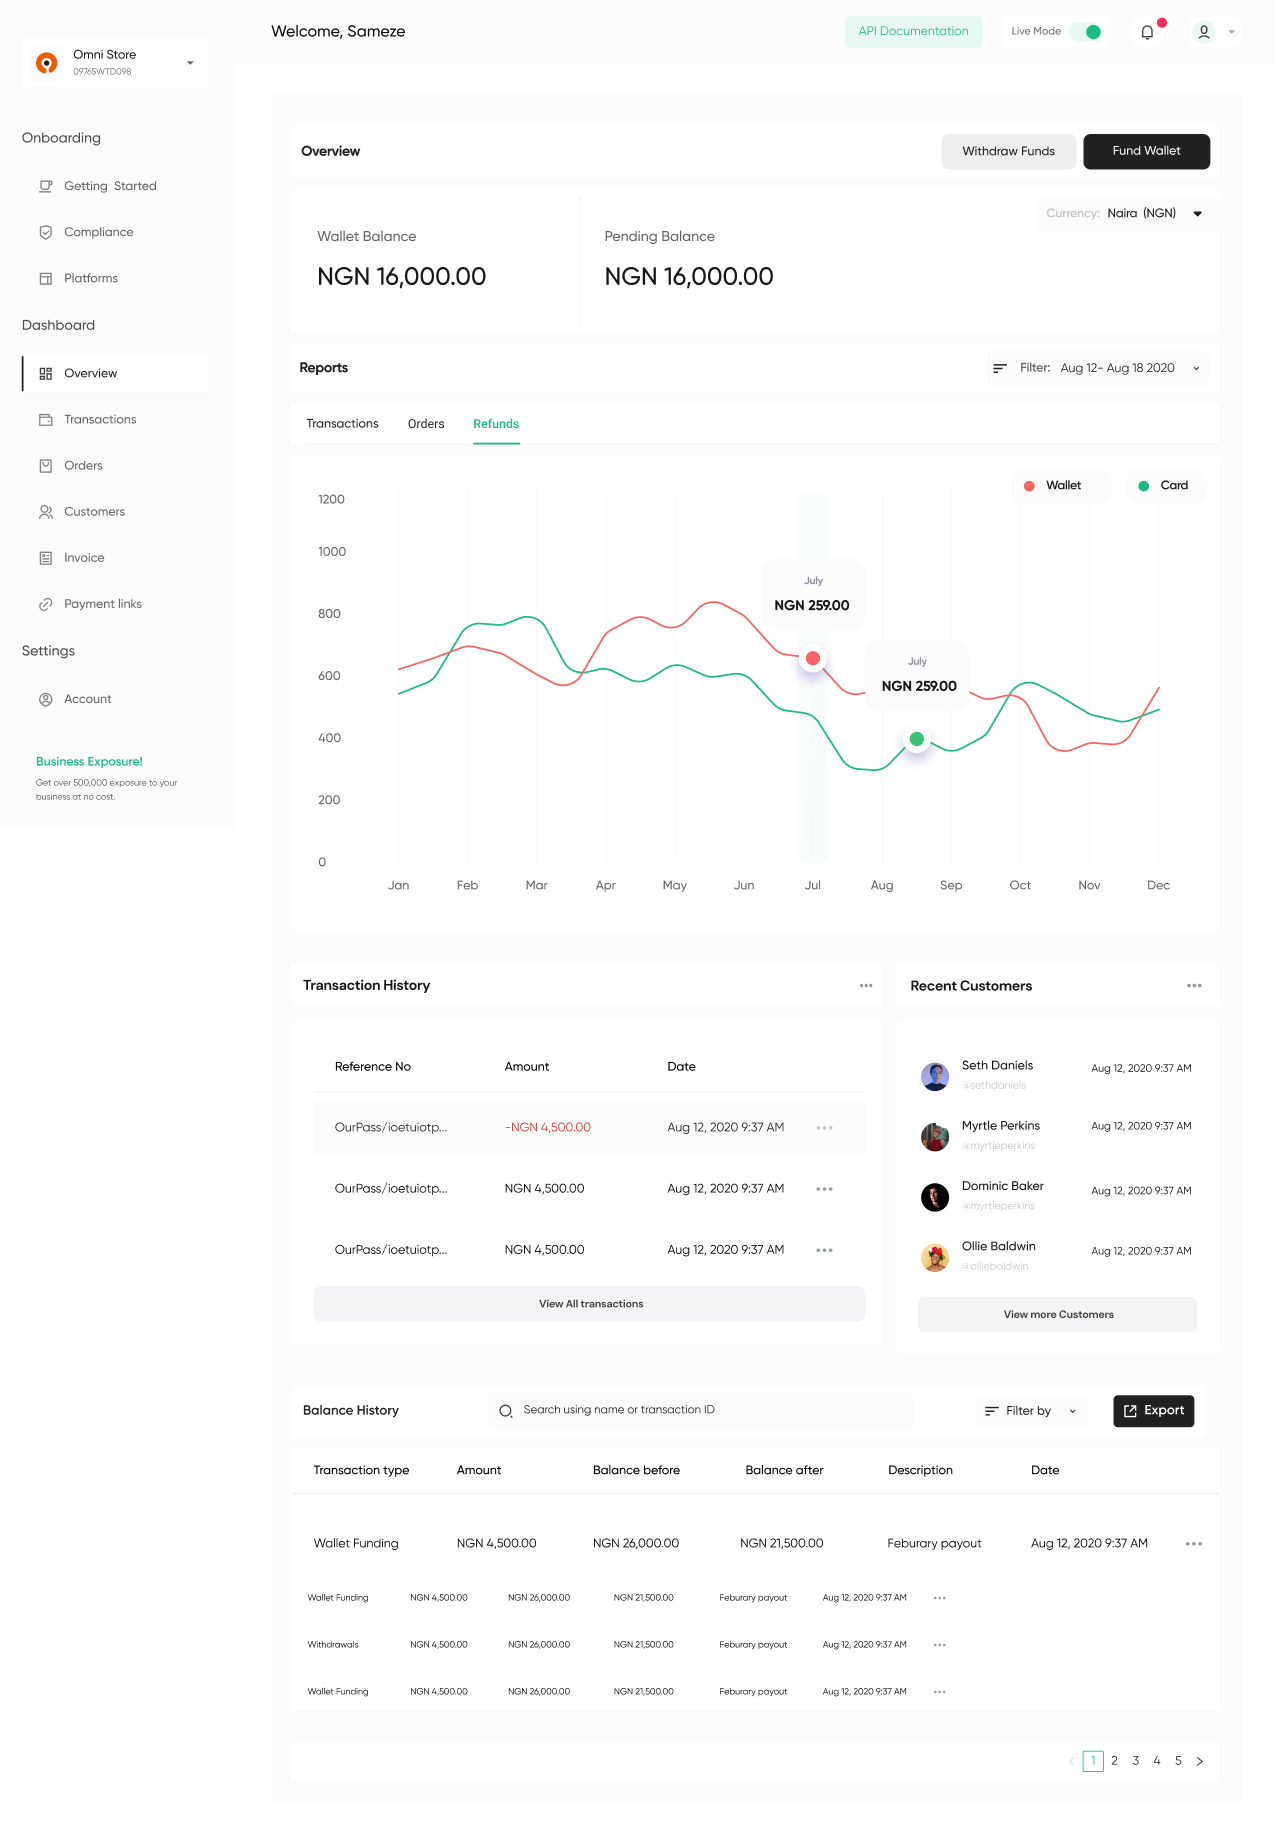 Welcome, Sameze
API Documentation
Live Mode
Omni Store
09765WTD098
Onboarding
Getting Started
Compliance
Platforms
Dashboard
Overview
Transactions
Orders
Customers
Invoice
Payment links
Settings
Account
Business Exposure!
Get over 500,000 exposure to your
business at no cost.
Overview
Withdraw Funds
Fund Wallet
Currency: Naira (NGN)
Wallet Balance
NGN 16,000.00
Pending Balance
NGN 16,000.00
Reports
Filter: Aug 12- Aug 18 2020
Transactions Orders Refunds
Wallet
Card
1200
1000
800
600
400
200
0
July
NGN 259.00
July
NGN 259.00
Jan Feb Mar Apr May Jun Jul Aug Sep Oct Nov Dec
Transaction History
Reference No Amount Date
OurPass/ioetuiotp... -NGN 4,500.00 Aug 12, 2020 9:37 AM
OurPass/ioetuiotp... NGN 4,500.00 Aug 12, 2020 9:37 AM
OurPass/ioetuiotp... NGN 4,500.00 Aug 12, 2020 9:37 AM
View All transactions
Recent Customers
Seth Daniels Aug 12, 2020 9:37 AM
@sethdaniels
Myrtle Perkins Aug 12, 2020 9:37 AM
@myrtleperkins
Dominic Baker Aug 12, 2020 9:37 AM
@myrtleperkins
Ollie Baldwin Aug 12, 2020 9:37 AM
@olliebaldwin
View more Customers
Balance History
Search using name or transaction ID
Filter by
Export
Transaction type Amount Balance before Balance after Description Date
Wallet Funding NGN 4,500.00 NGN 26,000.00 NGN 21,500.00 Feburary payout Aug 12, 2020 9:37 AM
Wallet Funding NGN 4,500.00 NGN 26,000.00 NGN 21,500.00 Feburary payout Aug 12, 2020 9:37 AM
Withdrawals NGN 4,500.00 NGN 26,000.00 NGN 21,500.00 Feburary payout Aug 12, 2020 9:37 AM
Wallet Funding NGN 4,500.00 NGN 26,000.00 NGN 21,500.00 Feburary payout Aug 12, 2020 9:37 AM
< 1 2 3 4 5 >